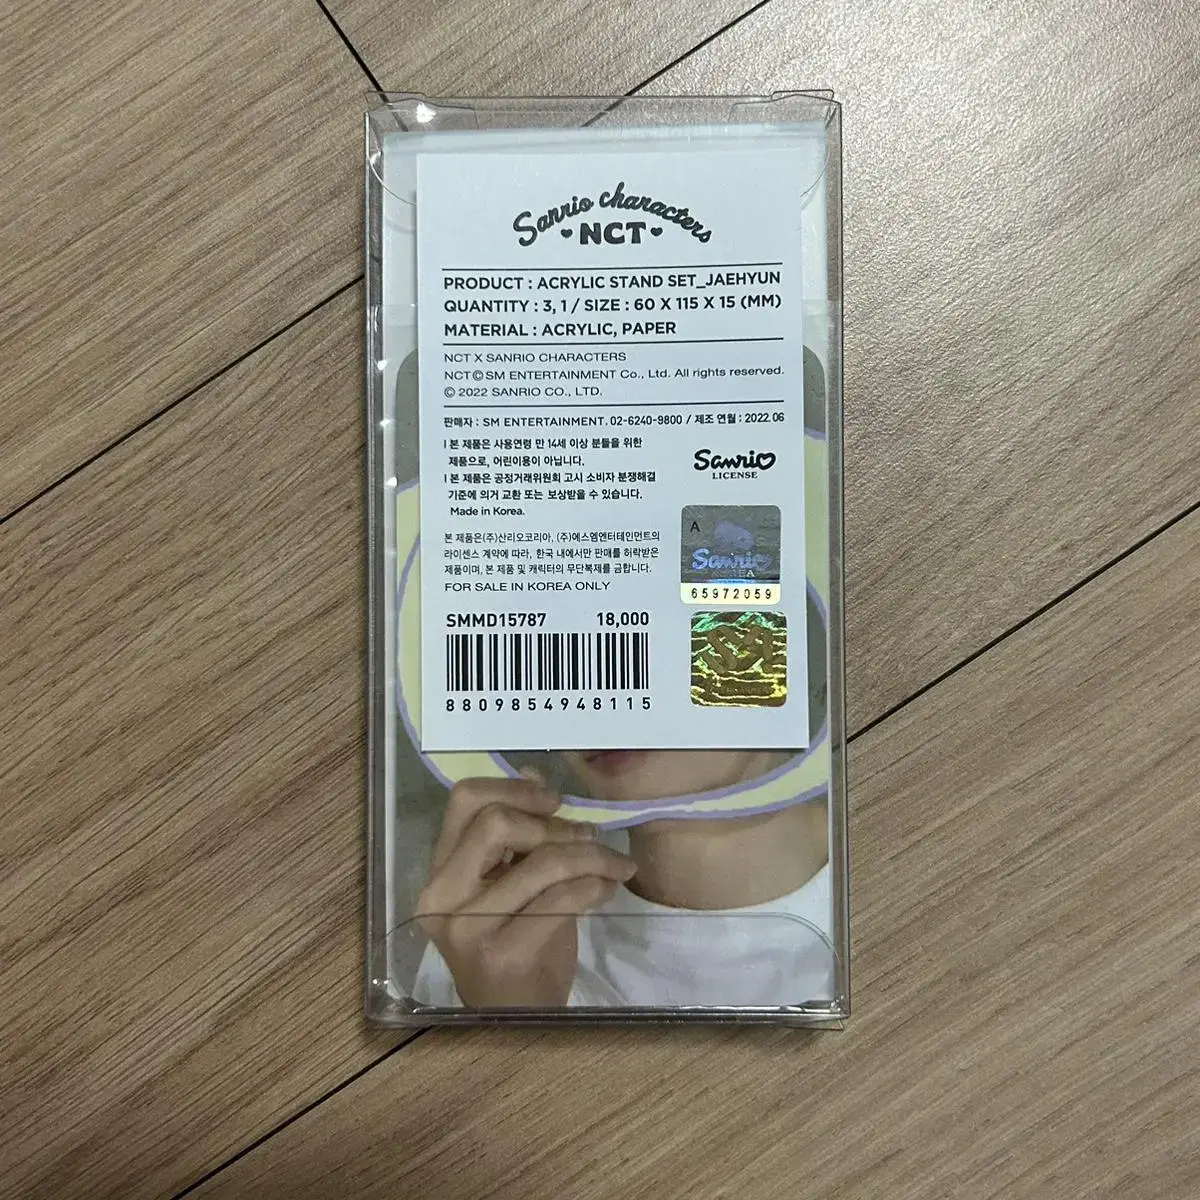 Sanrio characters
NCT
PRODUCT : ACRYLIC STAND SET_JAEHYUN
QUANTITY : 3, 1 / SIZE : 60 X 115 X 15 (MM)
MATERIAL : ACRYLIC, PAPER
NCT X SANRIO CHARACTERS
NCT©SM ENTERTAINMENT Co., Ltd. All rights reserved.
© 2022 SANRIO CO., LTD.
판매자 : SM ENTERTAINMENT. 02-6240-9800 / 제조 연월 : 2022.06
l 본 제품은 사용연령 만 14세 이상 분들을 위한
제품으로, 어린이용이 아닙니다.
l 본 제품은 공정거래위원회 고시 소비자 분쟁해결
기준에 의거 교환 또는 보상받을 수 있습니다.
Made in Korea.
Sanrio
LICENSE
본 제품은(주)산리오코리아, (주)에스엠엔터테인먼트의
라이센스 계약에 따라, 한국 내에서만 판매를 허락받은
제품이며, 본 제품 및 캐릭터의 무단복제를 금합니다.
FOR SALE IN KOREA ONLY
A
Sanrio
KOREA
65972059
SMMD15787 18,000
8809854948115